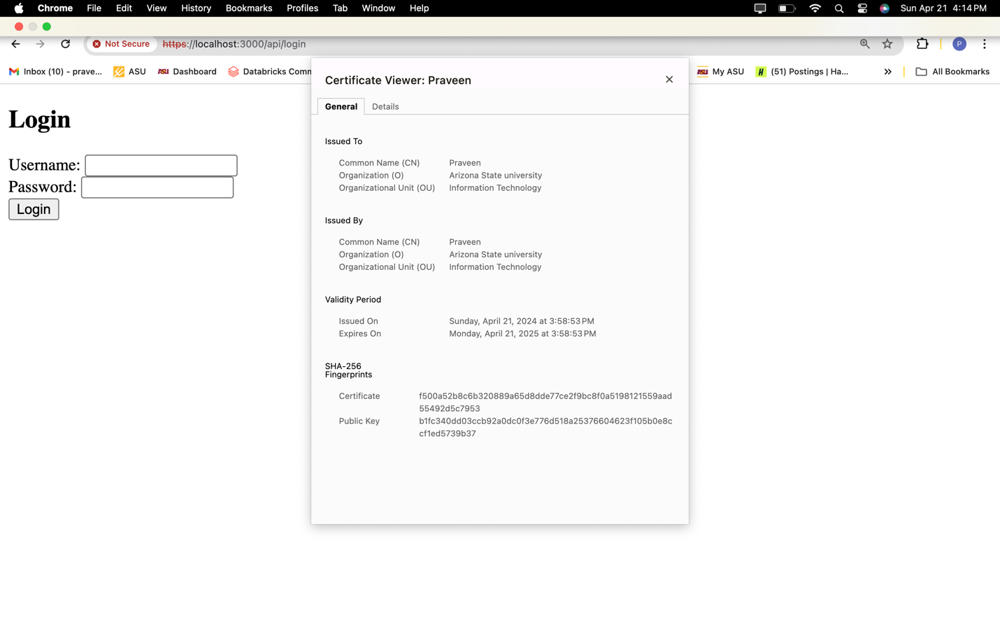 Chrome File Edit View History Bookmarks Profiles Tab Window Help Sun Apr 21 4:14 PM
Not Secure https://localhost:3000/api/login P
Inbox (10) - prave... ASU ASU Dashboard Databricks Comm ASU My ASU H (51) Postings | Ha... » All Bookmarks
Certificate Viewer: Praveen
General Details
Login
Username:
Password:
Login
Issued To
Common Name (CN) Praveen
Organization (O) Arizona State university
Organizational Unit (OU) Information Technology
Issued By
Common Name (CN) Praveen
Organization (O) Arizona State university
Organizational Unit (OU) Information Technology
Validity Period
Issued On Sunday, April 21, 2024 at 3:58:53 PM
Expires On Monday, April 21, 2025 at 3:58:53 PM
SHA-256
Fingerprints
Certificate f500a52b8c6b320889a65d8dde77ce2f9bc8f0a5198121559aad
55492d5c7953
Public Key b1fc340dd03ccb92a0dc0f3e776d518a25376604623f105b0e8c
cf1ed5739b37